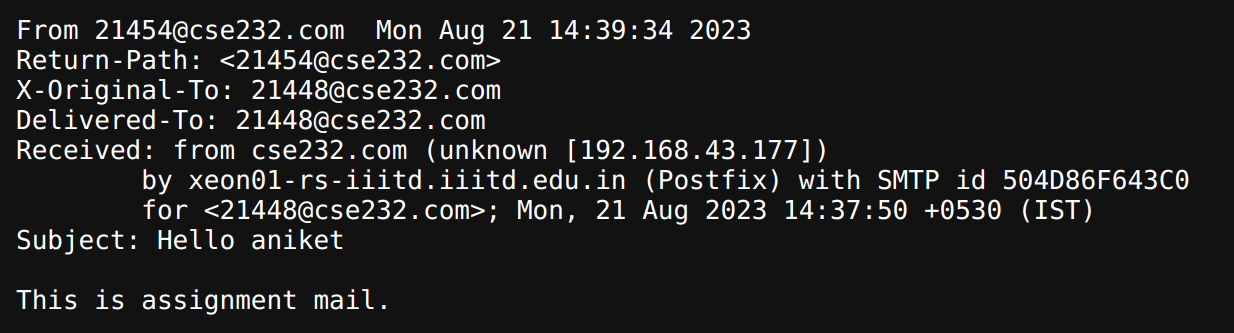 From 21454@cse232.com  Mon Aug 21 14:39:34 2023
Return-Path: <21454@cse232.com>
X-Original-To: 21448@cse232.com
Delivered-To: 21448@cse232.com
Received: from cse232.com (unknown [192.168.43.177])
        by xeon01-rs-iiitd.iiitd.edu.in (Postfix) with SMTP id 504D86F643C0
        for <21448@cse232.com>; Mon, 21 Aug 2023 14:37:50 +0530 (IST)
Subject: Hello aniket

This is assignment mail.